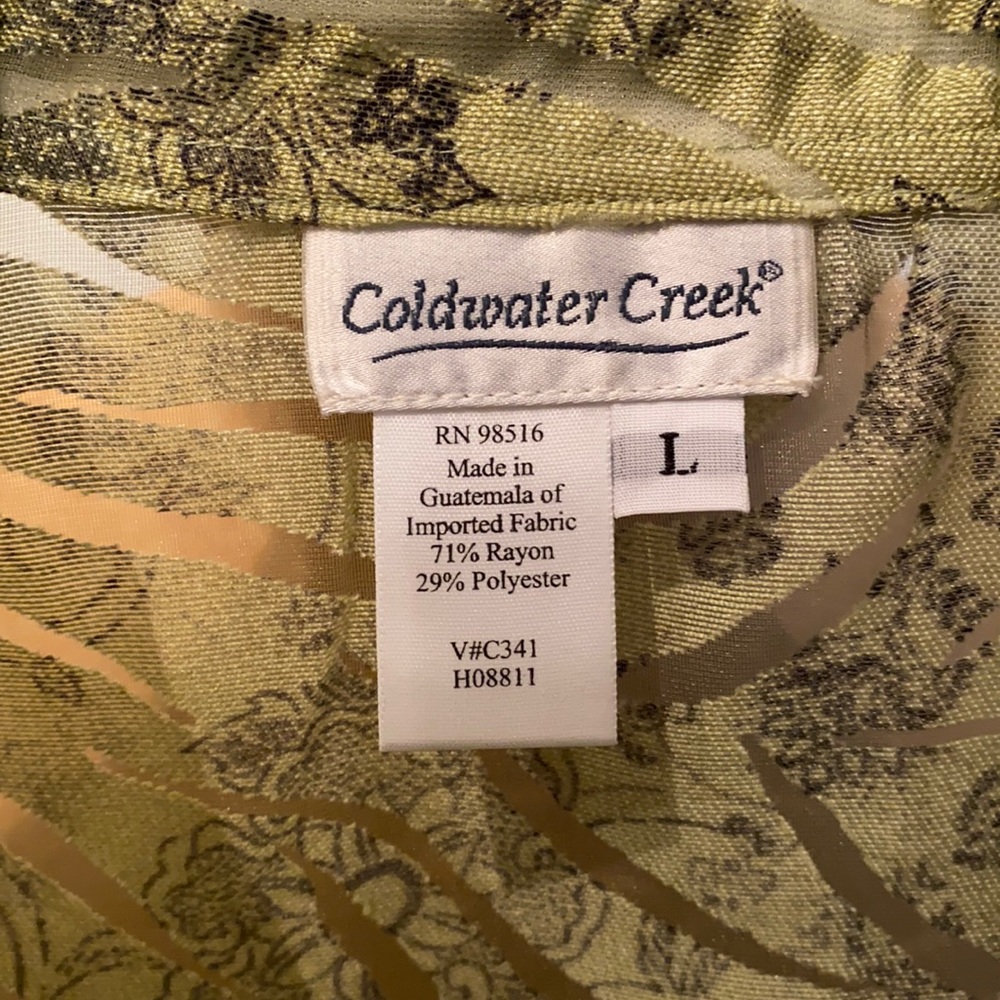 Coldwater Creek®
L
RN 98516
Made in
Guatemala of
Imported Fabric
71% Rayon
29% Polyester
V#C341
H08811